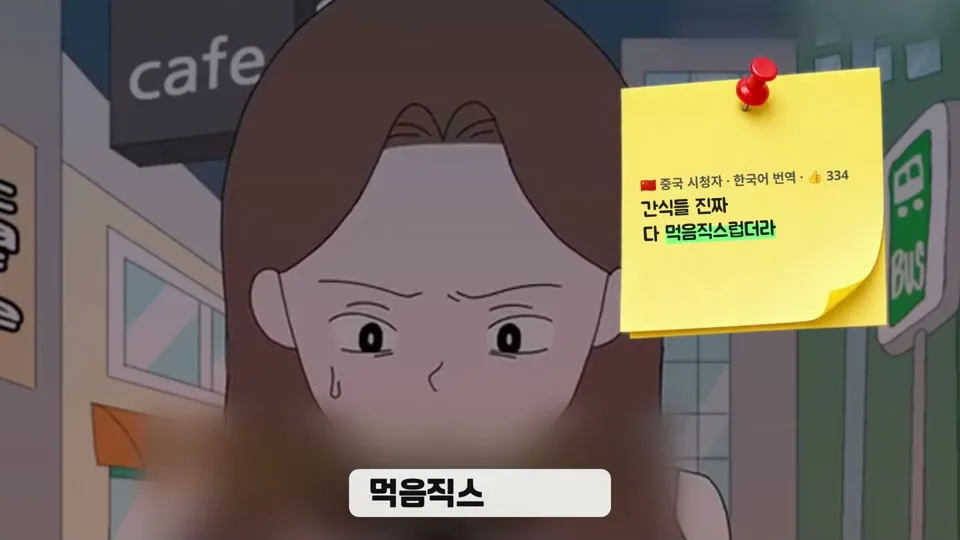 cafe
🇨🇳 중국 시청자 · 한국어 번역 · 👍 334
간식들 진짜
다 먹음직스럽더라
BUS
먹음직스